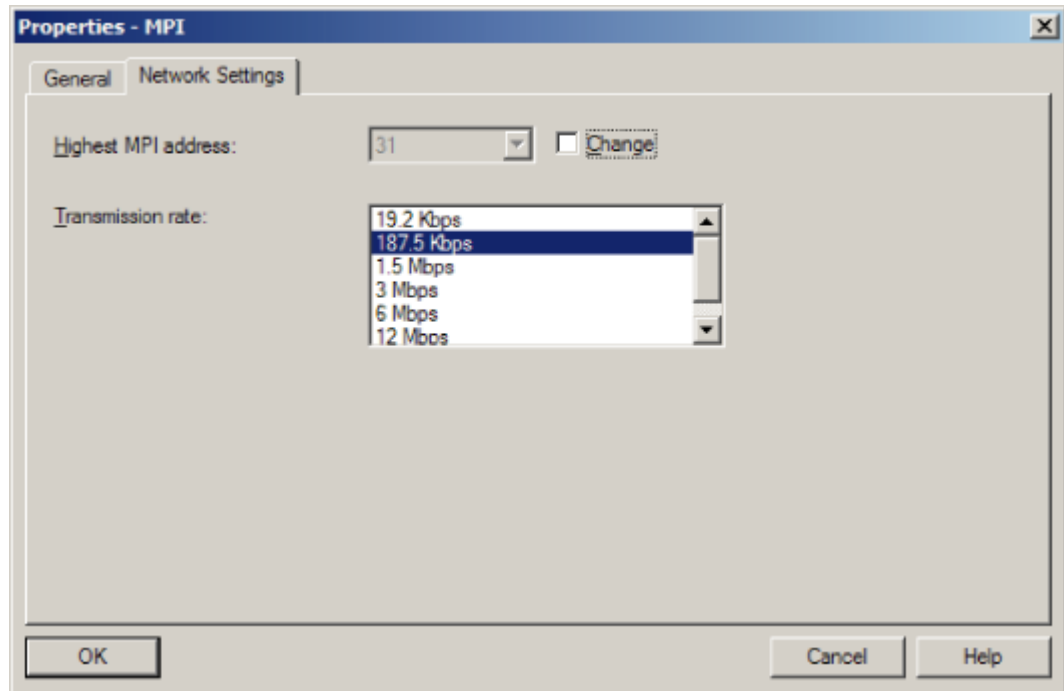 Properties - MPI
General Network Settings
Highest MPI address: 31 Change
Transmission rate: 19.2 Kbps
187.5 Kbps
1.5 Mbps
3 Mbps
6 Mbps
12 Mbps
OK Cancel Help